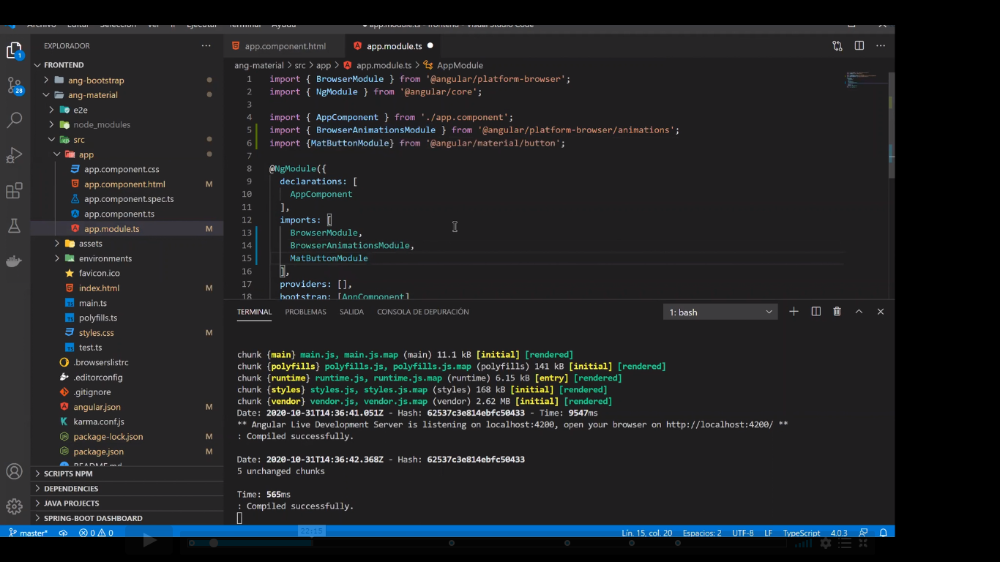 Archivo Editar Selección Ver Ir Ejecutar Terminal Ayuda
● app.module.ts - frontend - Visual Studio Code
EXPLORADOR
FRONTEND
ang-bootstrap
ang-material
e2e
node_modules
src
app
app.component.css
app.component.html M
app.component.spec.ts
app.component.ts
app.module.ts M
assets
environments
favicon.ico
index.html M
main.ts
polyfills.ts
styles.css M
test.ts
.browserslistrc
.editorconfig
.gitignore
angular.json M
karma.conf.js
package-lock.json M
package.json M
README.md
SCRIPTS NPM
DEPENDENCIES
JAVA PROJECTS
SPRING-BOOT DASHBOARD
1
28
app.component.html
app.module.ts ●
ang-material > src > app > app.module.ts > AppModule
1 import { BrowserModule } from '@angular/platform-browser';
2 import { NgModule } from '@angular/core';
3
4 import { AppComponent } from './app.component';
5 import { BrowserAnimationsModule } from '@angular/platform-browser/animations';
6 import {MatButtonModule} from '@angular/material/button';
7
8 @NgModule({
9 declarations: [
10 AppComponent
11 ],
12 imports: [
13 BrowserModule,
14 BrowserAnimationsModule,
15 MatButtonModule
16 ],
17 providers: [],
18 bootstrap: [AppComponent]
TERMINAL PROBLEMAS SALIDA CONSOLA DE DEPURACIÓN 1: bash
chunk {main} main.js, main.js.map (main) 11.1 kB [initial] [rendered]
chunk {polyfills} polyfills.js, polyfills.js.map (polyfills) 141 kB [initial] [rendered]
chunk {runtime} runtime.js, runtime.js.map (runtime) 6.15 kB [entry] [rendered]
chunk {styles} styles.js, styles.js.map (styles) 168 kB [initial] [rendered]
chunk {vendor} vendor.js, vendor.js.map (vendor) 2.62 MB [initial] [rendered]
Date: 2020-10-31T14:36:41.051Z - Hash: 62537c3e814ebfc50433 - Time: 9547ms
** Angular Live Development Server is listening on localhost:4200, open your browser on http://localhost:4200/ **
: Compiled successfully.
Date: 2020-10-31T14:36:42.368Z - Hash: 62537c3e814ebfc50433
5 unchanged chunks
Time: 565ms
: Compiled successfully.
master* 0 0 22:15 Lín. 15, col. 20 Espacios: 2 UTF-8 LF TypeScript 4.0.3